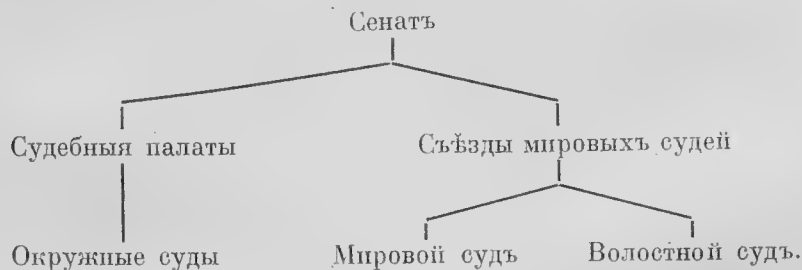 Сенатъ
Судебныя палаты Съѣзды мировыхъ судей
Окружные суды Мировой судъ Волостной судъ.